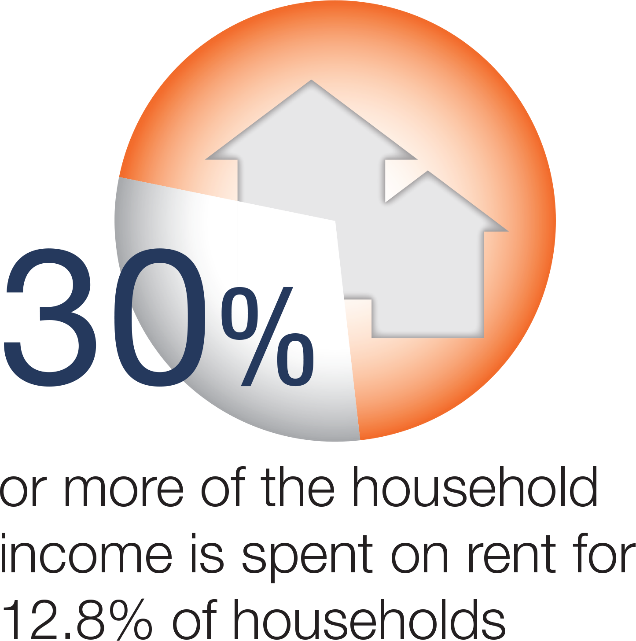 30%
or more of the household
income is spent on rent for
12.8% of households